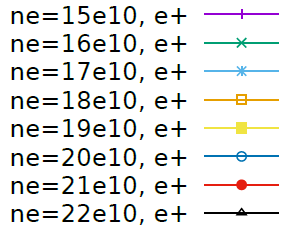 ne=15e10, e+
ne=16e10, e+
ne=17e10, e+
ne=18e10, e+
ne=19e10, e+
ne=20e10, e+
ne=21e10, e+
ne=22e10, e+